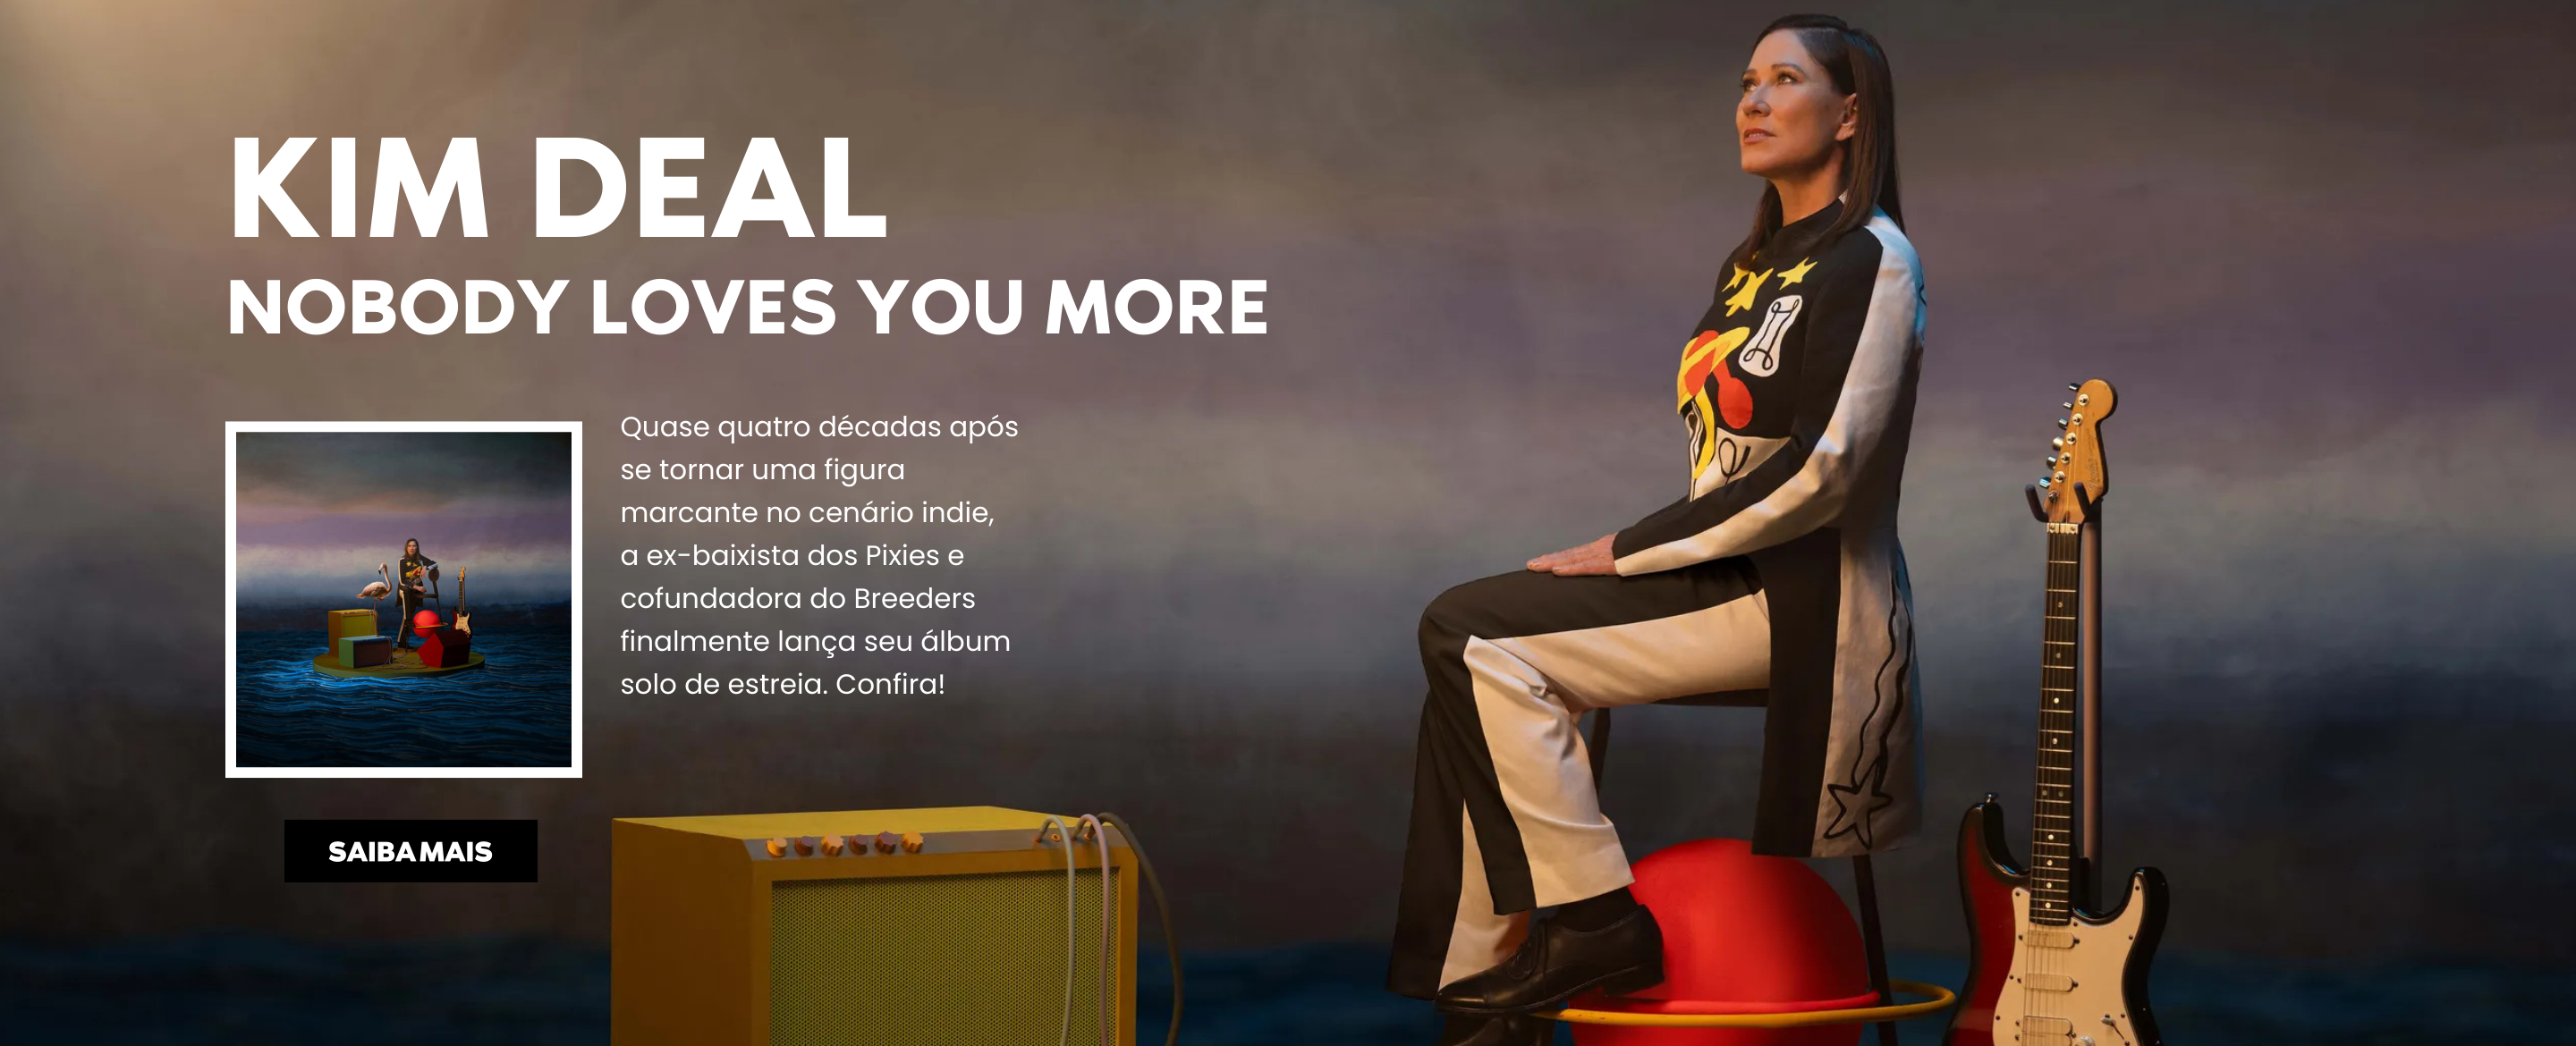 KIM DEAL
NOBODY LOVES YOU MORE
Quase quatro décadas após
se tornar uma figura
marcante no cenário indie,
a ex-baixista dos Pixies e
cofundadora do Breeders
finalmente lança seu álbum
solo de estreia. Confira!
SAIBA MAIS